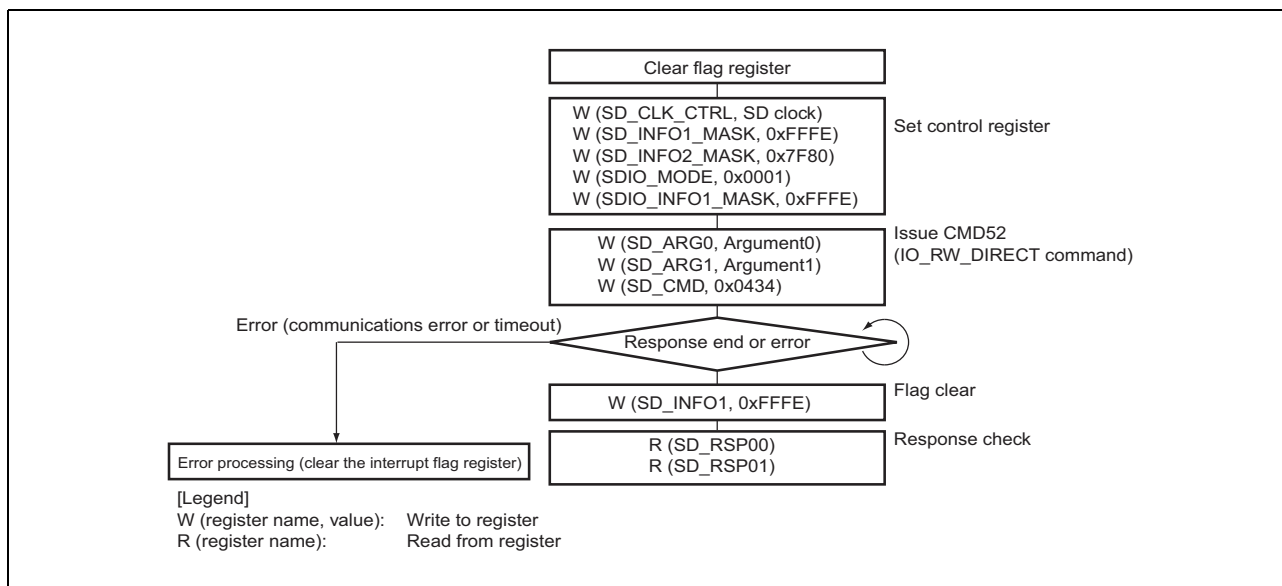 Clear flag register
W (SD_CLK_CTRL, SD clock)
W (SD_INFO1_MASK, 0xFFFE)
W (SD_INFO2_MASK, 0x7F80)
W (SDIO_MODE, 0x0001)
W (SDIO_INFO1_MASK, 0xFFFE)
Set control register
W (SD_ARG0, Argument0)
W (SD_ARG1, Argument1)
W (SD_CMD, 0x0434)
Issue CMD52
(IO_RW_DIRECT command)
Error (communications error or timeout)
Response end or error
W (SD_INFO1, 0xFFFE)
Flag clear
R (SD_RSP00)
R (SD_RSP01)
Response check
Error processing (clear the interrupt flag register)
[Legend]
W (register name, value): Write to register
R (register name): Read from register